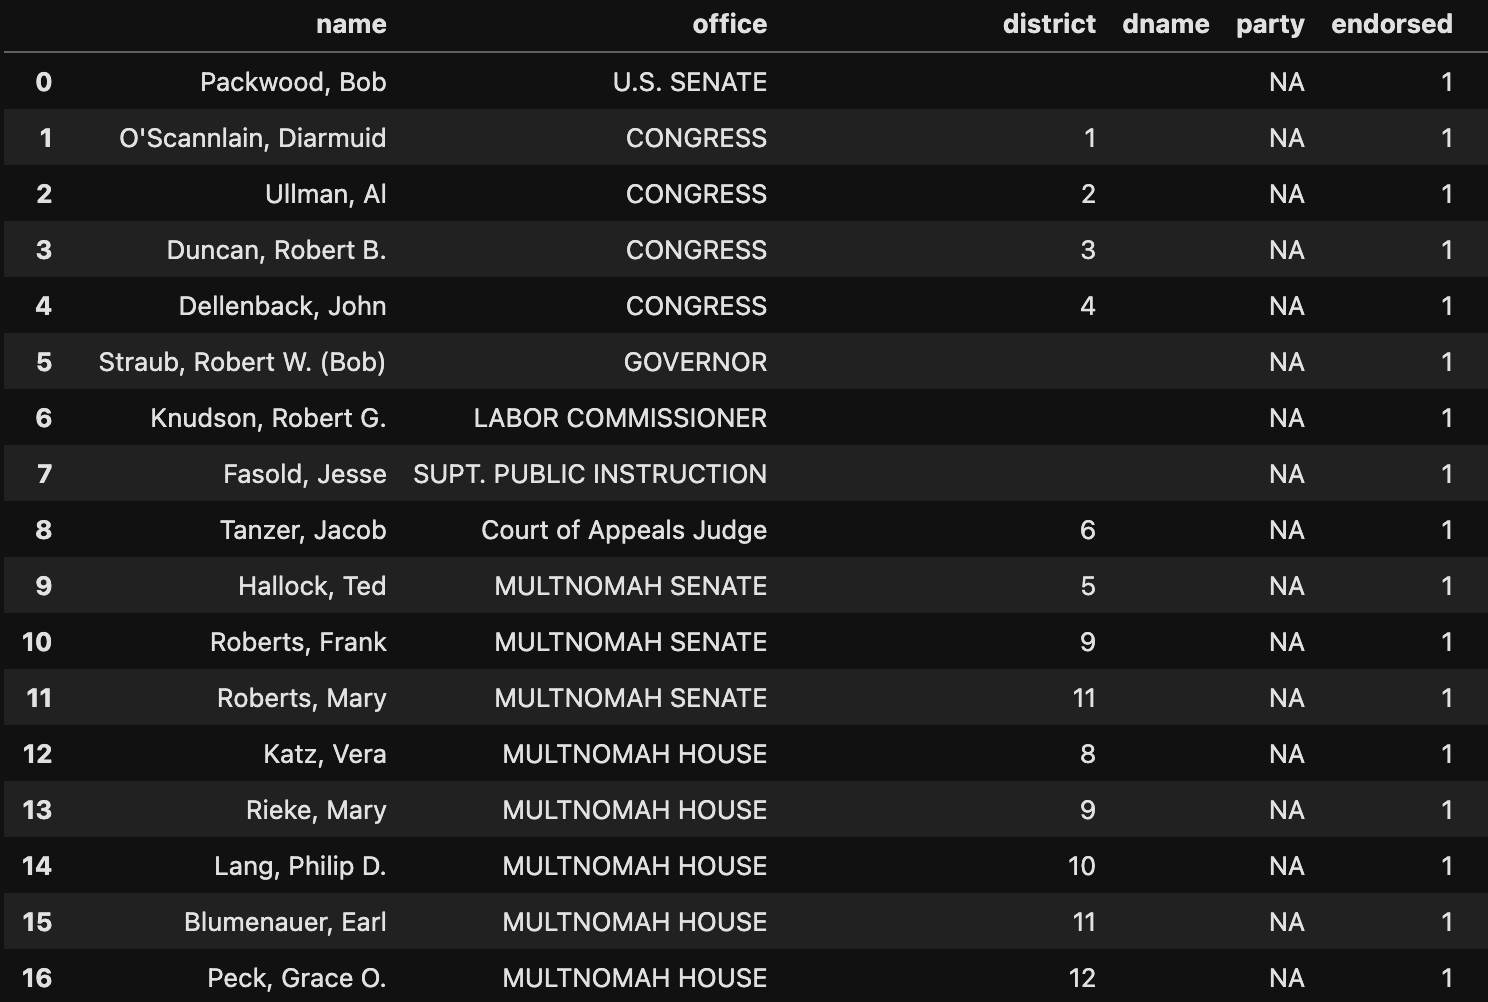 name office district dname party endorsed
0 Packwood, Bob U.S. SENATE NA 1
1 O'Scannlain, Diarmuid CONGRESS 1 NA 1
2 Ullman, Al CONGRESS 2 NA 1
3 Duncan, Robert B. CONGRESS 3 NA 1
4 Dellenback, John CONGRESS 4 NA 1
5 Straub, Robert W. (Bob) GOVERNOR NA 1
6 Knudson, Robert G. LABOR COMMISSIONER NA 1
7 Fasold, Jesse SUPT. PUBLIC INSTRUCTION NA 1
8 Tanzer, Jacob Court of Appeals Judge 6 NA 1
9 Hallock, Ted MULTNOMAH SENATE 5 NA 1
10 Roberts, Frank MULTNOMAH SENATE 9 NA 1
11 Roberts, Mary MULTNOMAH SENATE 11 NA 1
12 Katz, Vera MULTNOMAH HOUSE 8 NA 1
13 Rieke, Mary MULTNOMAH HOUSE 9 NA 1
14 Lang, Philip D. MULTNOMAH HOUSE 10 NA 1
15 Blumenauer, Earl MULTNOMAH HOUSE 11 NA 1
16 Peck, Grace O. MULTNOMAH HOUSE 12 NA 1